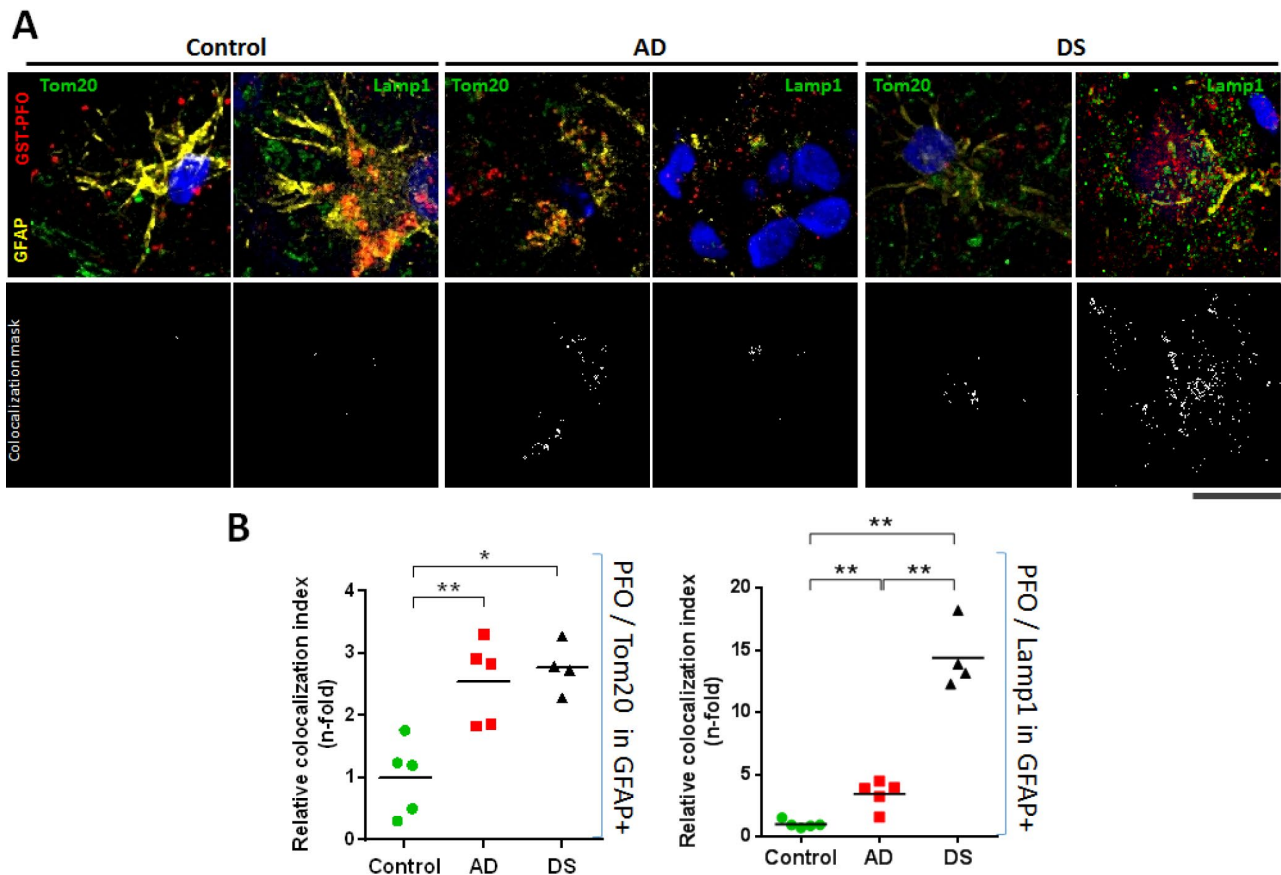 A
Control
AD
DS
Tom20
Lamp1
Tom20
Lamp1
Tom20
Lamp1
GST-PFO
GFAP
Colocalization mask
B
Relative colocalization index
(n-fold)
4
3
2
1
0
*
**
Control
AD
DS
PFO / Tom20 in GFAP+
Relative colocalization index
(n-fold)
20
15
10
5
0
**
**
**
Control
AD
DS
PFO / Lamp1 in GFAP+